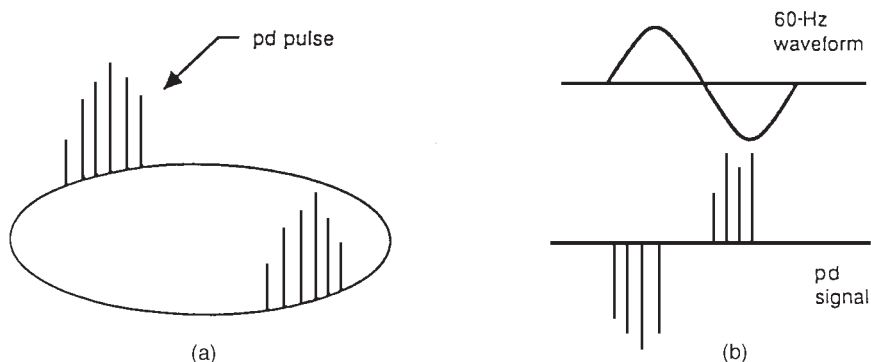 pd pulse
(a)
60-Hz
waveform
pd
signal
(b)